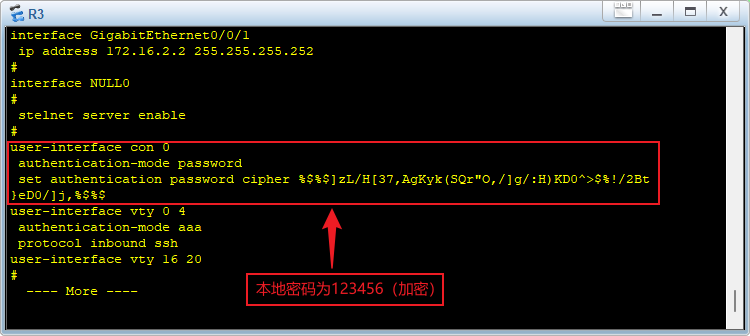 R3
interface GigabitEthernet0/0/1
 ip address 172.16.2.2 255.255.255.252
#
interface NULL0
#
 stelnet server enable
#
user-interface con 0
 authentication-mode password
 set authentication password cipher %$%$]zL/H[37,AgKyk(SQr"O,/]g/:H)KD0^>$%!/2Bt
}eD0/]j,%$%$
user-interface vty 0 4
 authentication-mode aaa
 protocol inbound ssh
user-interface vty 16 20
#
  ---- More ----
本地密码为123456（加密）